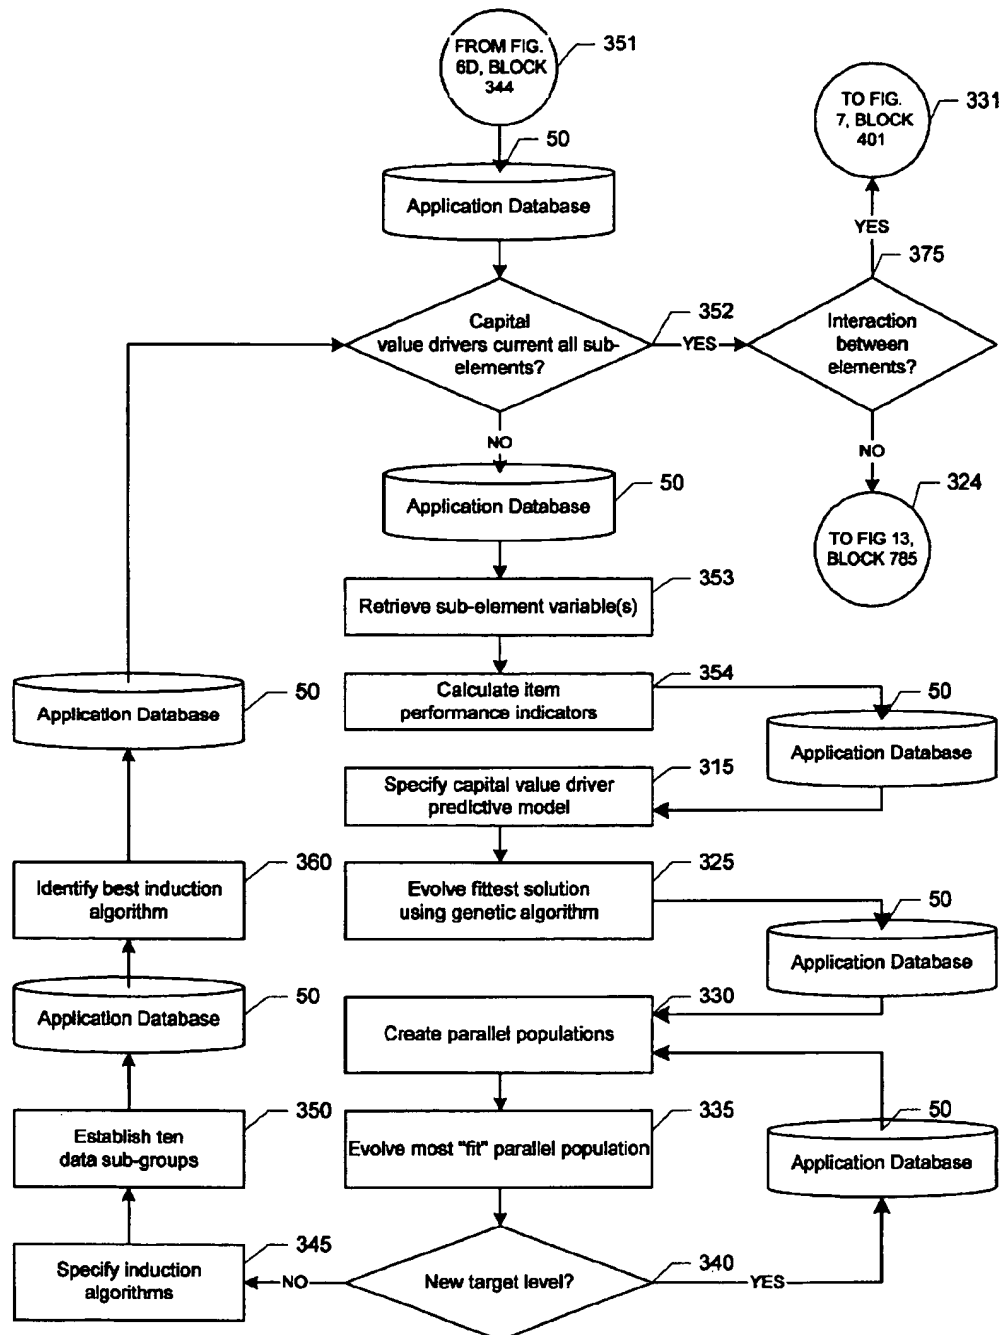 FROM FIG.
6D, BLOCK
344
351
TO FIG.
7, BLOCK
401
331
50
Application Database
YES
375
Capital
value drivers current all sub-
elements?
352
YES
Interaction
between
elements?
NO
NO
Application Database
50
324
TO FIG 13,
BLOCK 785
353
Retrieve sub-element variable(s)
354
Calculate item
performance indicators
50
Application Database
50
Application Database
315
Specify capital value driver
predictive model
360
Identify best induction
algorithm
325
Evolve fittest solution
using genetic algorithm
50
Application Database
50
Application Database
330
Create parallel populations
350
Establish ten
data sub-groups
335
Evolve most "fit" parallel population
50
Application Database
345
Specify induction
algorithms
NO
New target level?
340
YES